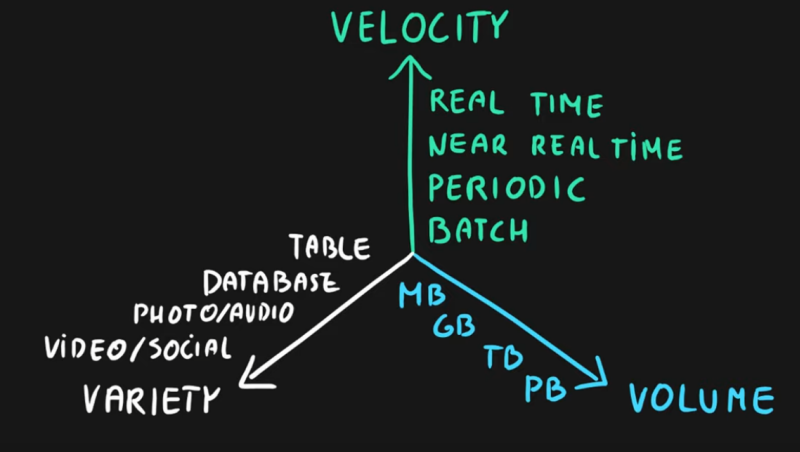 VELOCITY
REAL TIME
NEAR REAL TIME
PERIODIC
BATCH
TABLE
DATABASE
PHOTO/AUDIO
VIDEO/SOCIAL
VARIETY
MB
GB
TB
PB
VOLUME